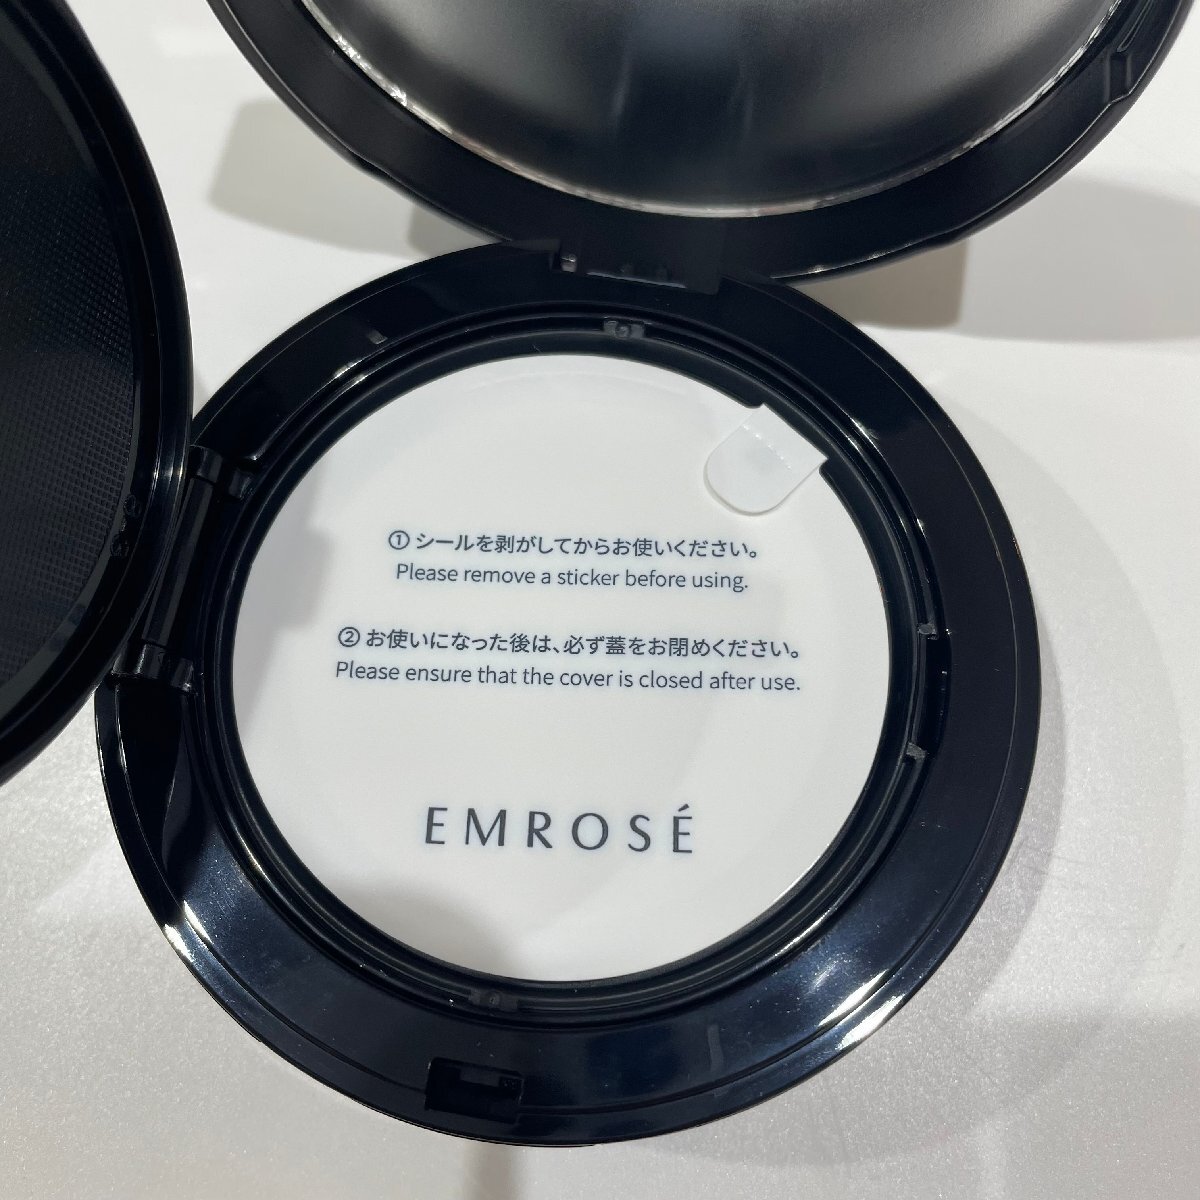 ① シールを剥がしてからお使いください。
Please remove a sticker before using.
② お使いになった後は、必ず蓋をお閉めください。
Please ensure that the cover is closed after use.
EMROSÉ